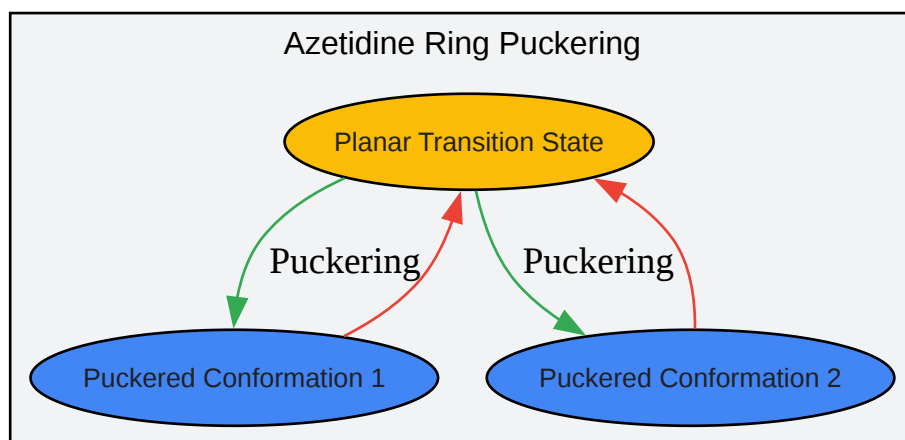 Azetidine Ring Puckering
Planar Transition State
Puckering Puckering
Puckered Conformation 1
Puckered Conformation 2